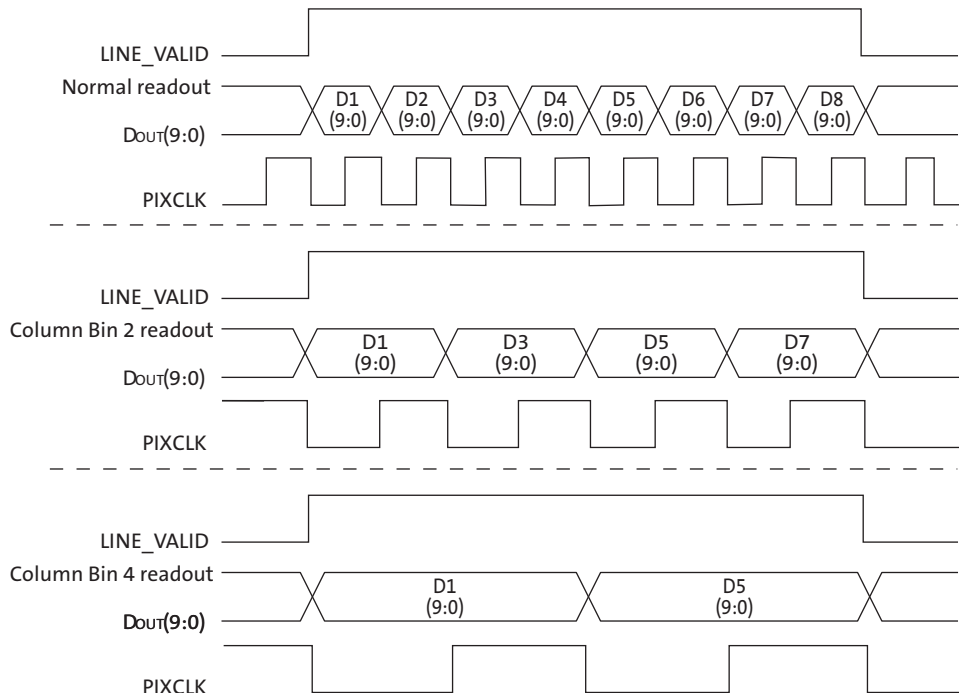 LINE_VALID
Normal readout
D1 D2 D3 D4 D5 D6 D7 D8
(9:0) (9:0) (9:0) (9:0) (9:0) (9:0) (9:0) (9:0)
DOUT(9:0)
PIXCLK
LINE_VALID
Column Bin 2 readout
D1 D3 D5 D7
(9:0) (9:0) (9:0) (9:0)
DOUT(9:0)
PIXCLK
LINE_VALID
Column Bin 4 readout
D1 D5
(9:0) (9:0)
DOUT(9:0)
PIXCLK